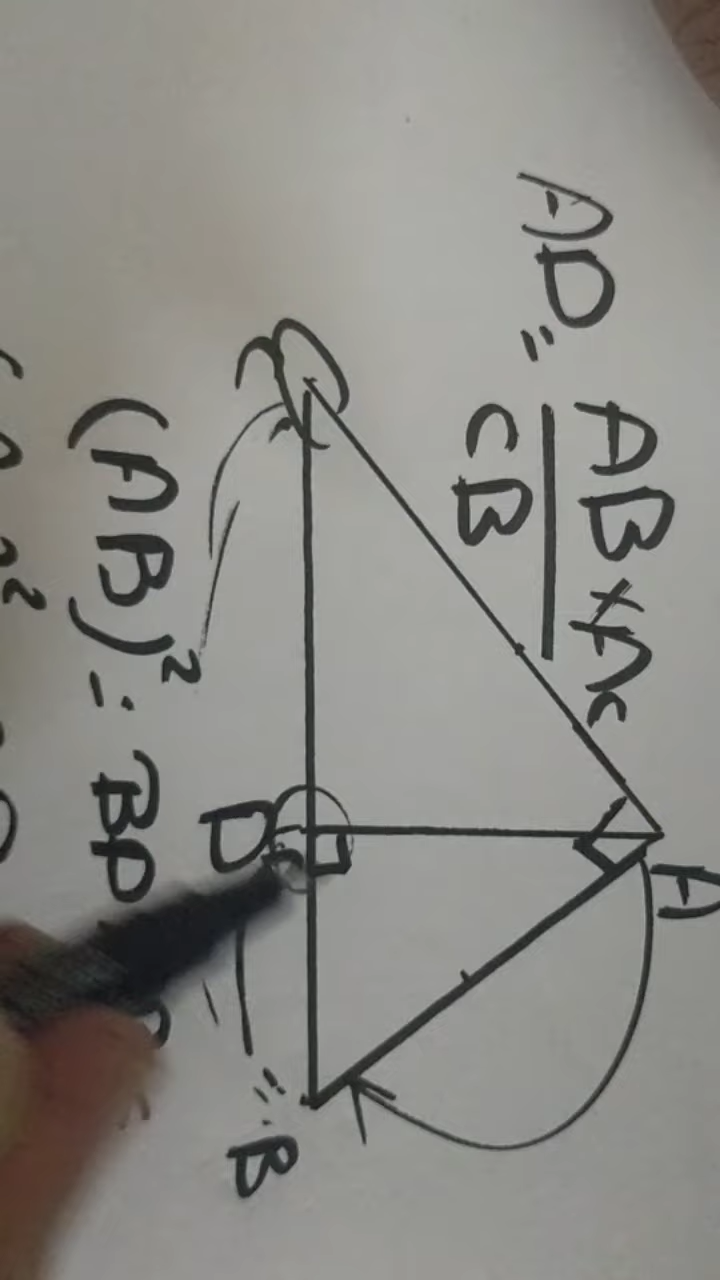 AD = AB×AC
CB
A
C
D
B
(AB)² = BD